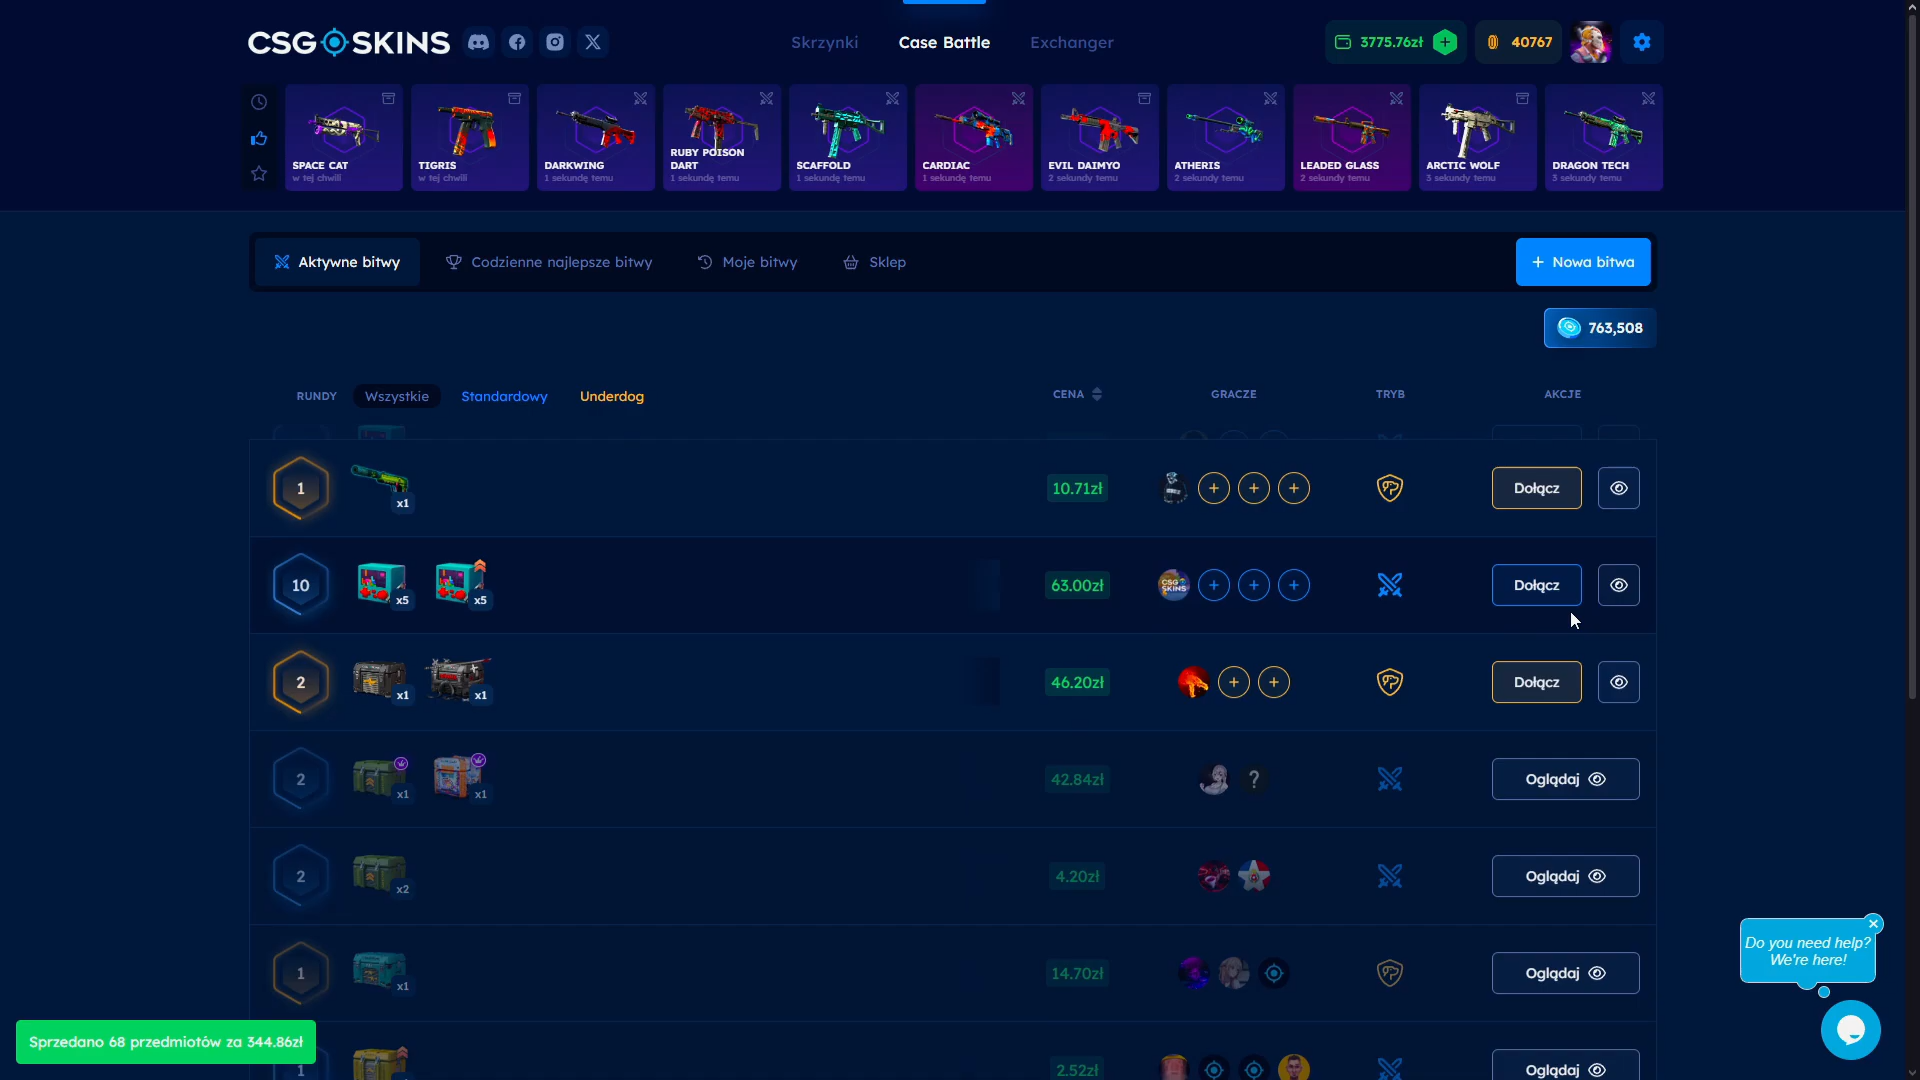 CSG SKINS
Skrzynki
Case Battle
Exchanger
3775.76zł
40767
SPACE CAT
w tej chwili
TIGRIS
w tej chwili
DARKWING
1 sekundę temu
RUBY POISON
DART
1 sekundę temu
SCAFFOLD
1 sekundę temu
CARDIAC
1 sekundę temu
EVIL DAIMYO
2 sekundy temu
ATHERIS
2 sekundy temu
LEADED GLASS
2 sekundy temu
ARCTIC WOLF
3 sekundy temu
DRAGON TECH
3 sekundy temu
Aktywne bitwy
Codzienne najlepsze bitwy
Moje bitwy
Sklep
+ Nowa bitwa
763,508
RUNDY
Wszystkie
Standardowy
Underdog
CENA
GRACZE
TRYB
AKCJE
1
x1
10.71zł
+ + +
Dołącz
10
x5
x5
63.00zł
CSG SKINS
+ + +
Dołącz
2
x1
x1
46.20zł
+ +
Dołącz
2
x1
x1
42.84zł
?
Oglądaj
2
x2
4.20zł
Oglądaj
1
x1
14.70zł
Oglądaj
1
2.52zł
Oglądaj
Do you need help?
We're here!
Sprzedano 68 przedmiotów za 344.86zł